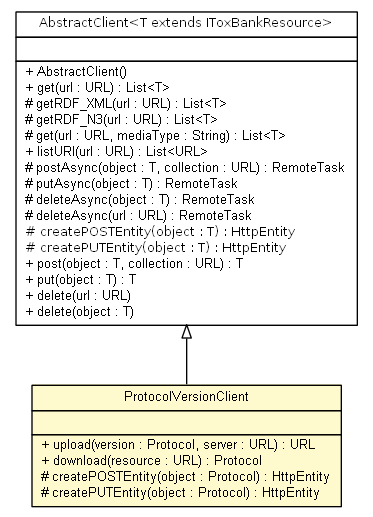 AbstractClient<T extends IToxBankResource>
+ AbstractClient()
+ get(url : URL) : List<T>
# getRDF_XML(url : URL) : List<T>
# getRDF_N3(url : URL) : List<T>
# get(url : URL, mediaType : String) : List<T>
+ listURI(url : URL) : List<URL>
# postAsync(object : T, collection : URL) : RemoteTask
# putAsync(object : T) : RemoteTask
# deleteAsync(object : T) : RemoteTask
# deleteAsync(url : URL) : RemoteTask
# createPOSTEntity(object : T) : HttpEntity
# createPUTEntity(object : T) : HttpEntity
+ post(object : T, collection : URL) : T
+ put(object : T) : T
+ delete(url : URL)
+ delete(object : T)
ProtocolVersionClient
+ upload(version : Protocol, server : URL) : URL
+ download(resource : URL) : Protocol
# createPOSTEntity(object : Protocol) : HttpEntity
# createPUTEntity(object : Protocol) : HttpEntity